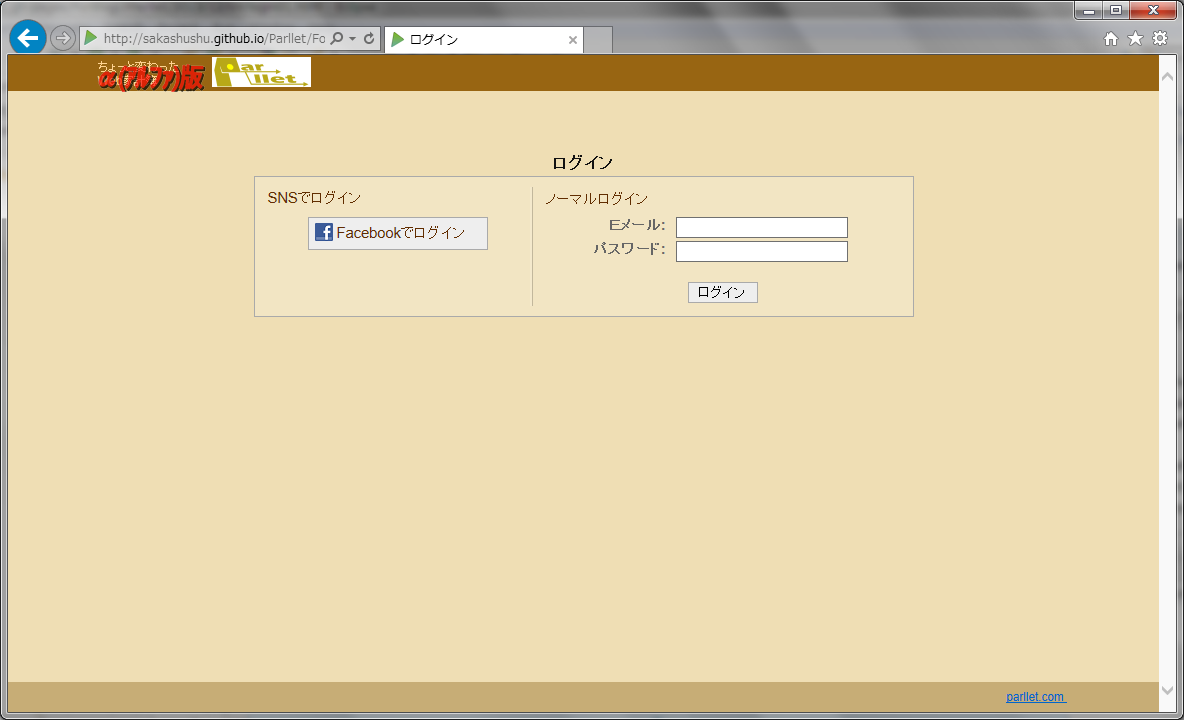 http://sakashushu.github.io/Parllet/Fo
ログイン
ちょっと変わった
α(アルファ)版
Par
llet
ログイン
SNSでログイン
Facebookでログイン
ノーマルログイン
Eメール:
パスワード:
ログイン
parllet.com